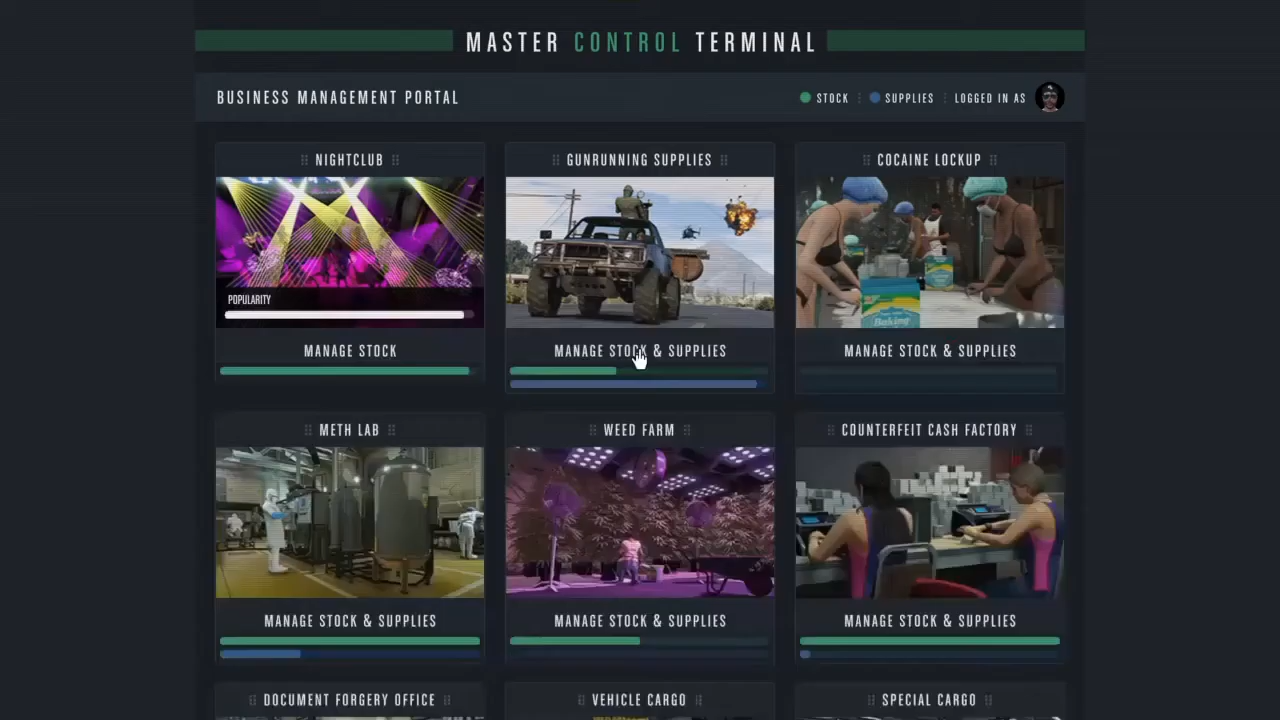 MASTER CONTROL TERMINAL
BUSINESS MANAGEMENT PORTAL
STOCK
SUPPLIES
LOGGED IN AS
NIGHTCLUB
GUNRUNNING SUPPLIES
COCAINE LOCKUP
POPULARITY
Baking
MANAGE STOCK
MANAGE STOCK & SUPPLIES
MANAGE STOCK & SUPPLIES
METH LAB
WEED FARM
COUNTERFEIT CASH FACTORY
MANAGE STOCK & SUPPLIES
MANAGE STOCK & SUPPLIES
MANAGE STOCK & SUPPLIES
DOCUMENT FORGERY OFFICE
VEHICLE CARGO
SPECIAL CARGO